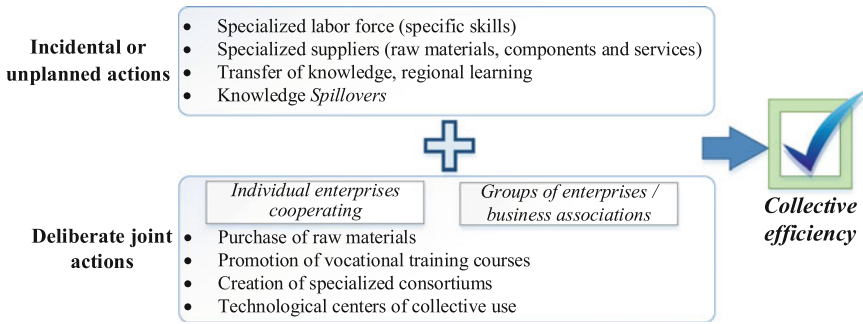 Incidental or
unplanned actions
• Specialized labor force (specific skills)
• Specialized suppliers (raw materials, components and services)
• Transfer of knowledge, regional learning
• Knowledge Spillovers
Individual enterprises
cooperating
Groups of enterprises /
business associations
Deliberate joint
actions
• Purchase of raw materials
• Promotion of vocational training courses
• Creation of specialized consortiums
• Technological centers of collective use
Collective
efficiency